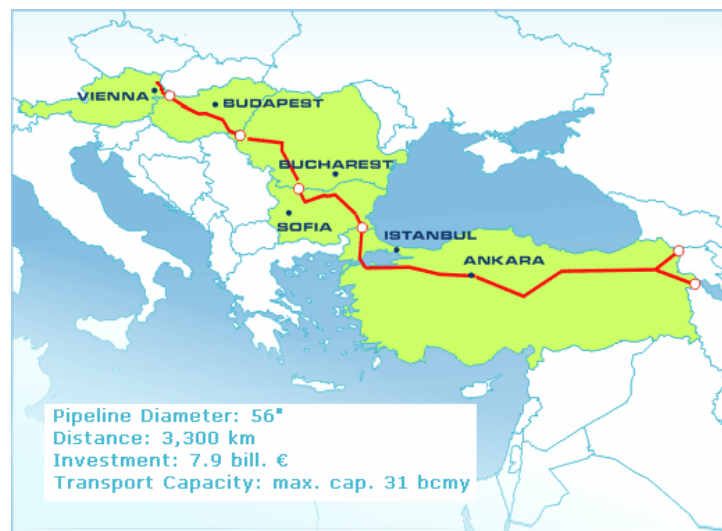 VIENNA
BUDAPEST
BUCHAREST
SOFIA
ISTANBUL
ANKARA
Pipeline Diameter: 56"
Distance: 3,300 km
Investment: 7.9 bill. €
Transport Capacity: max. cap. 31 bcmy